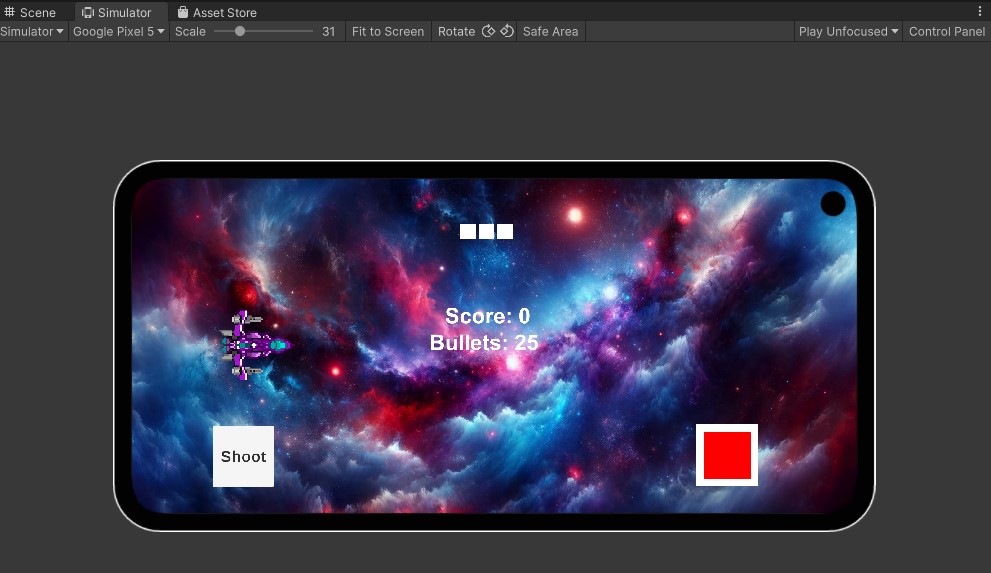 Scene Simulator Asset Store
Simulator Google Pixel 5 Scale 31 Fit to Screen Rotate Safe Area Play Unfocused Control Panel
Score: 0
Bullets: 25
Shoot